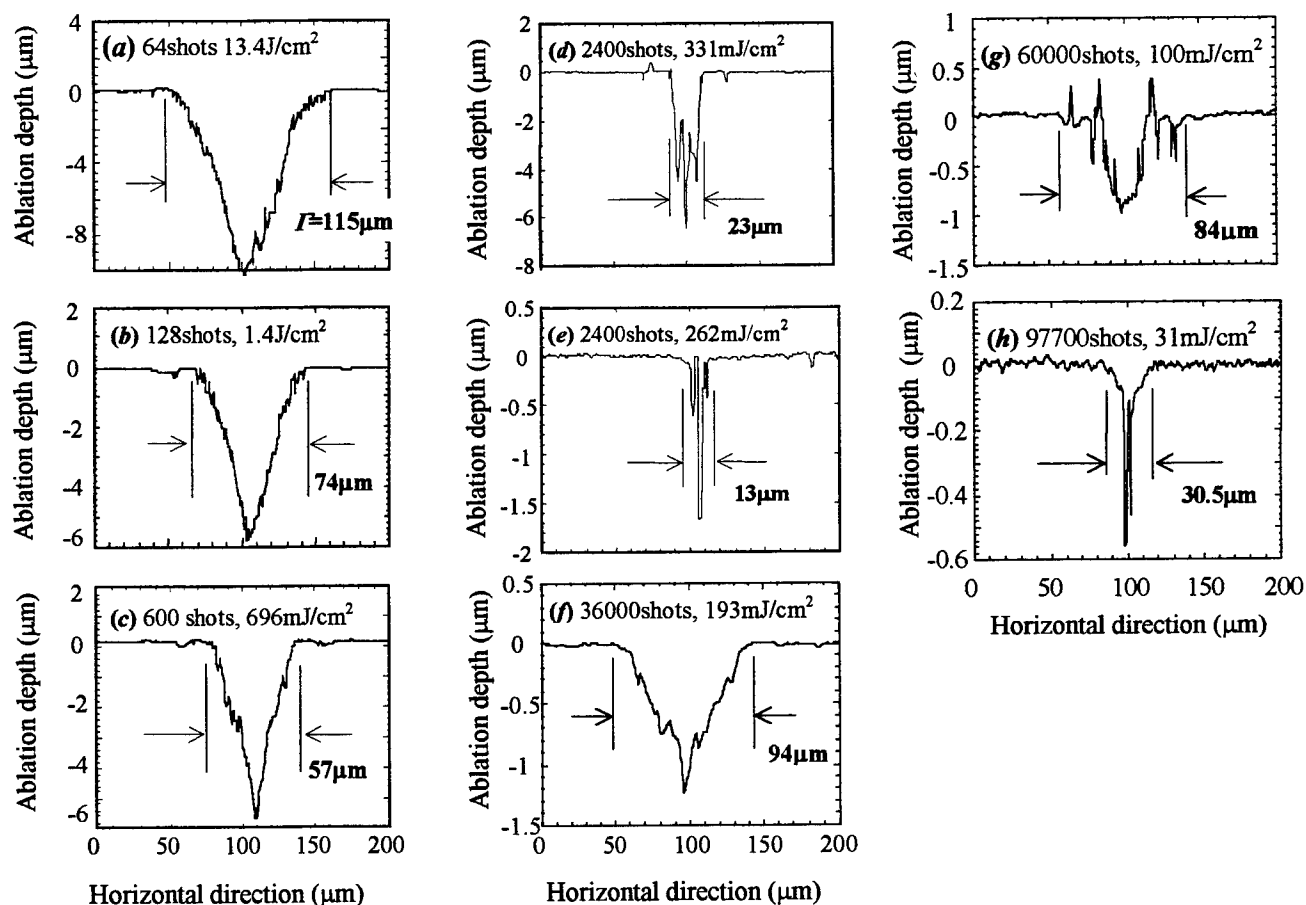 (a) 64shots 13.4J/cm²
Ablation depth (μm)
4
2
0
-2
-4
-6
-8
Γ=115μm
(b) 128shots, 1.4J/cm²
Ablation depth (μm)
2
0
-2
-4
-6
74μm
(c) 600 shots, 696mJ/cm²
Ablation depth (μm)
2
0
-2
-4
-6
57μm
0 50 100 150 200
Horizontal direction (μm)
(d) 2400shots, 331mJ/cm²
Ablation depth (μm)
2
0
-2
-4
-6
-8
23μm
(e) 2400shots, 262mJ/cm²
Ablation depth (μm)
0.5
0
-0.5
-1
-1.5
-2
13μm
(f) 36000shots, 193mJ/cm²
Ablation depth (μm)
0.5
0
-0.5
-1
-1.5
94μm
0 50 100 150 200
Horizontal direction (μm)
(g) 60000shots, 100mJ/cm²
Ablation depth (μm)
1
0.5
0
-0.5
-1
-1.5
84μm
(h) 97700shots, 31mJ/cm²
Ablation depth (μm)
0.2
0
-0.2
-0.4
-0.6
30.5μm
0 50 100 150 200
Horizontal direction (μm)